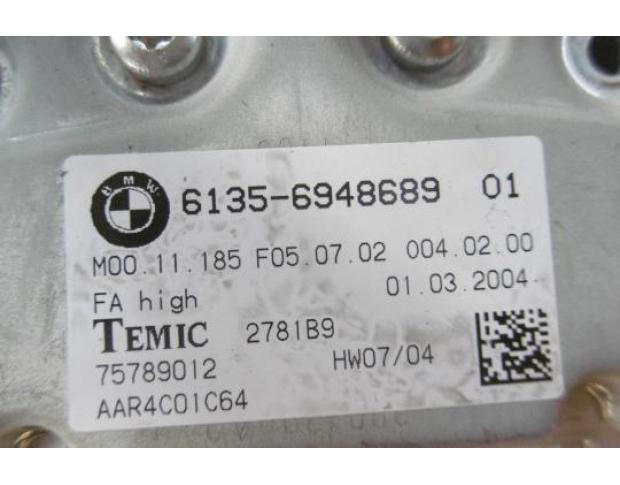 BMW 6135-6948689 01
M00.11.185 F05.07.02 004.02.00
FA high 01.03.2004
TEMIC 2781B9
75789012 HW07/04
AAR4C01C64